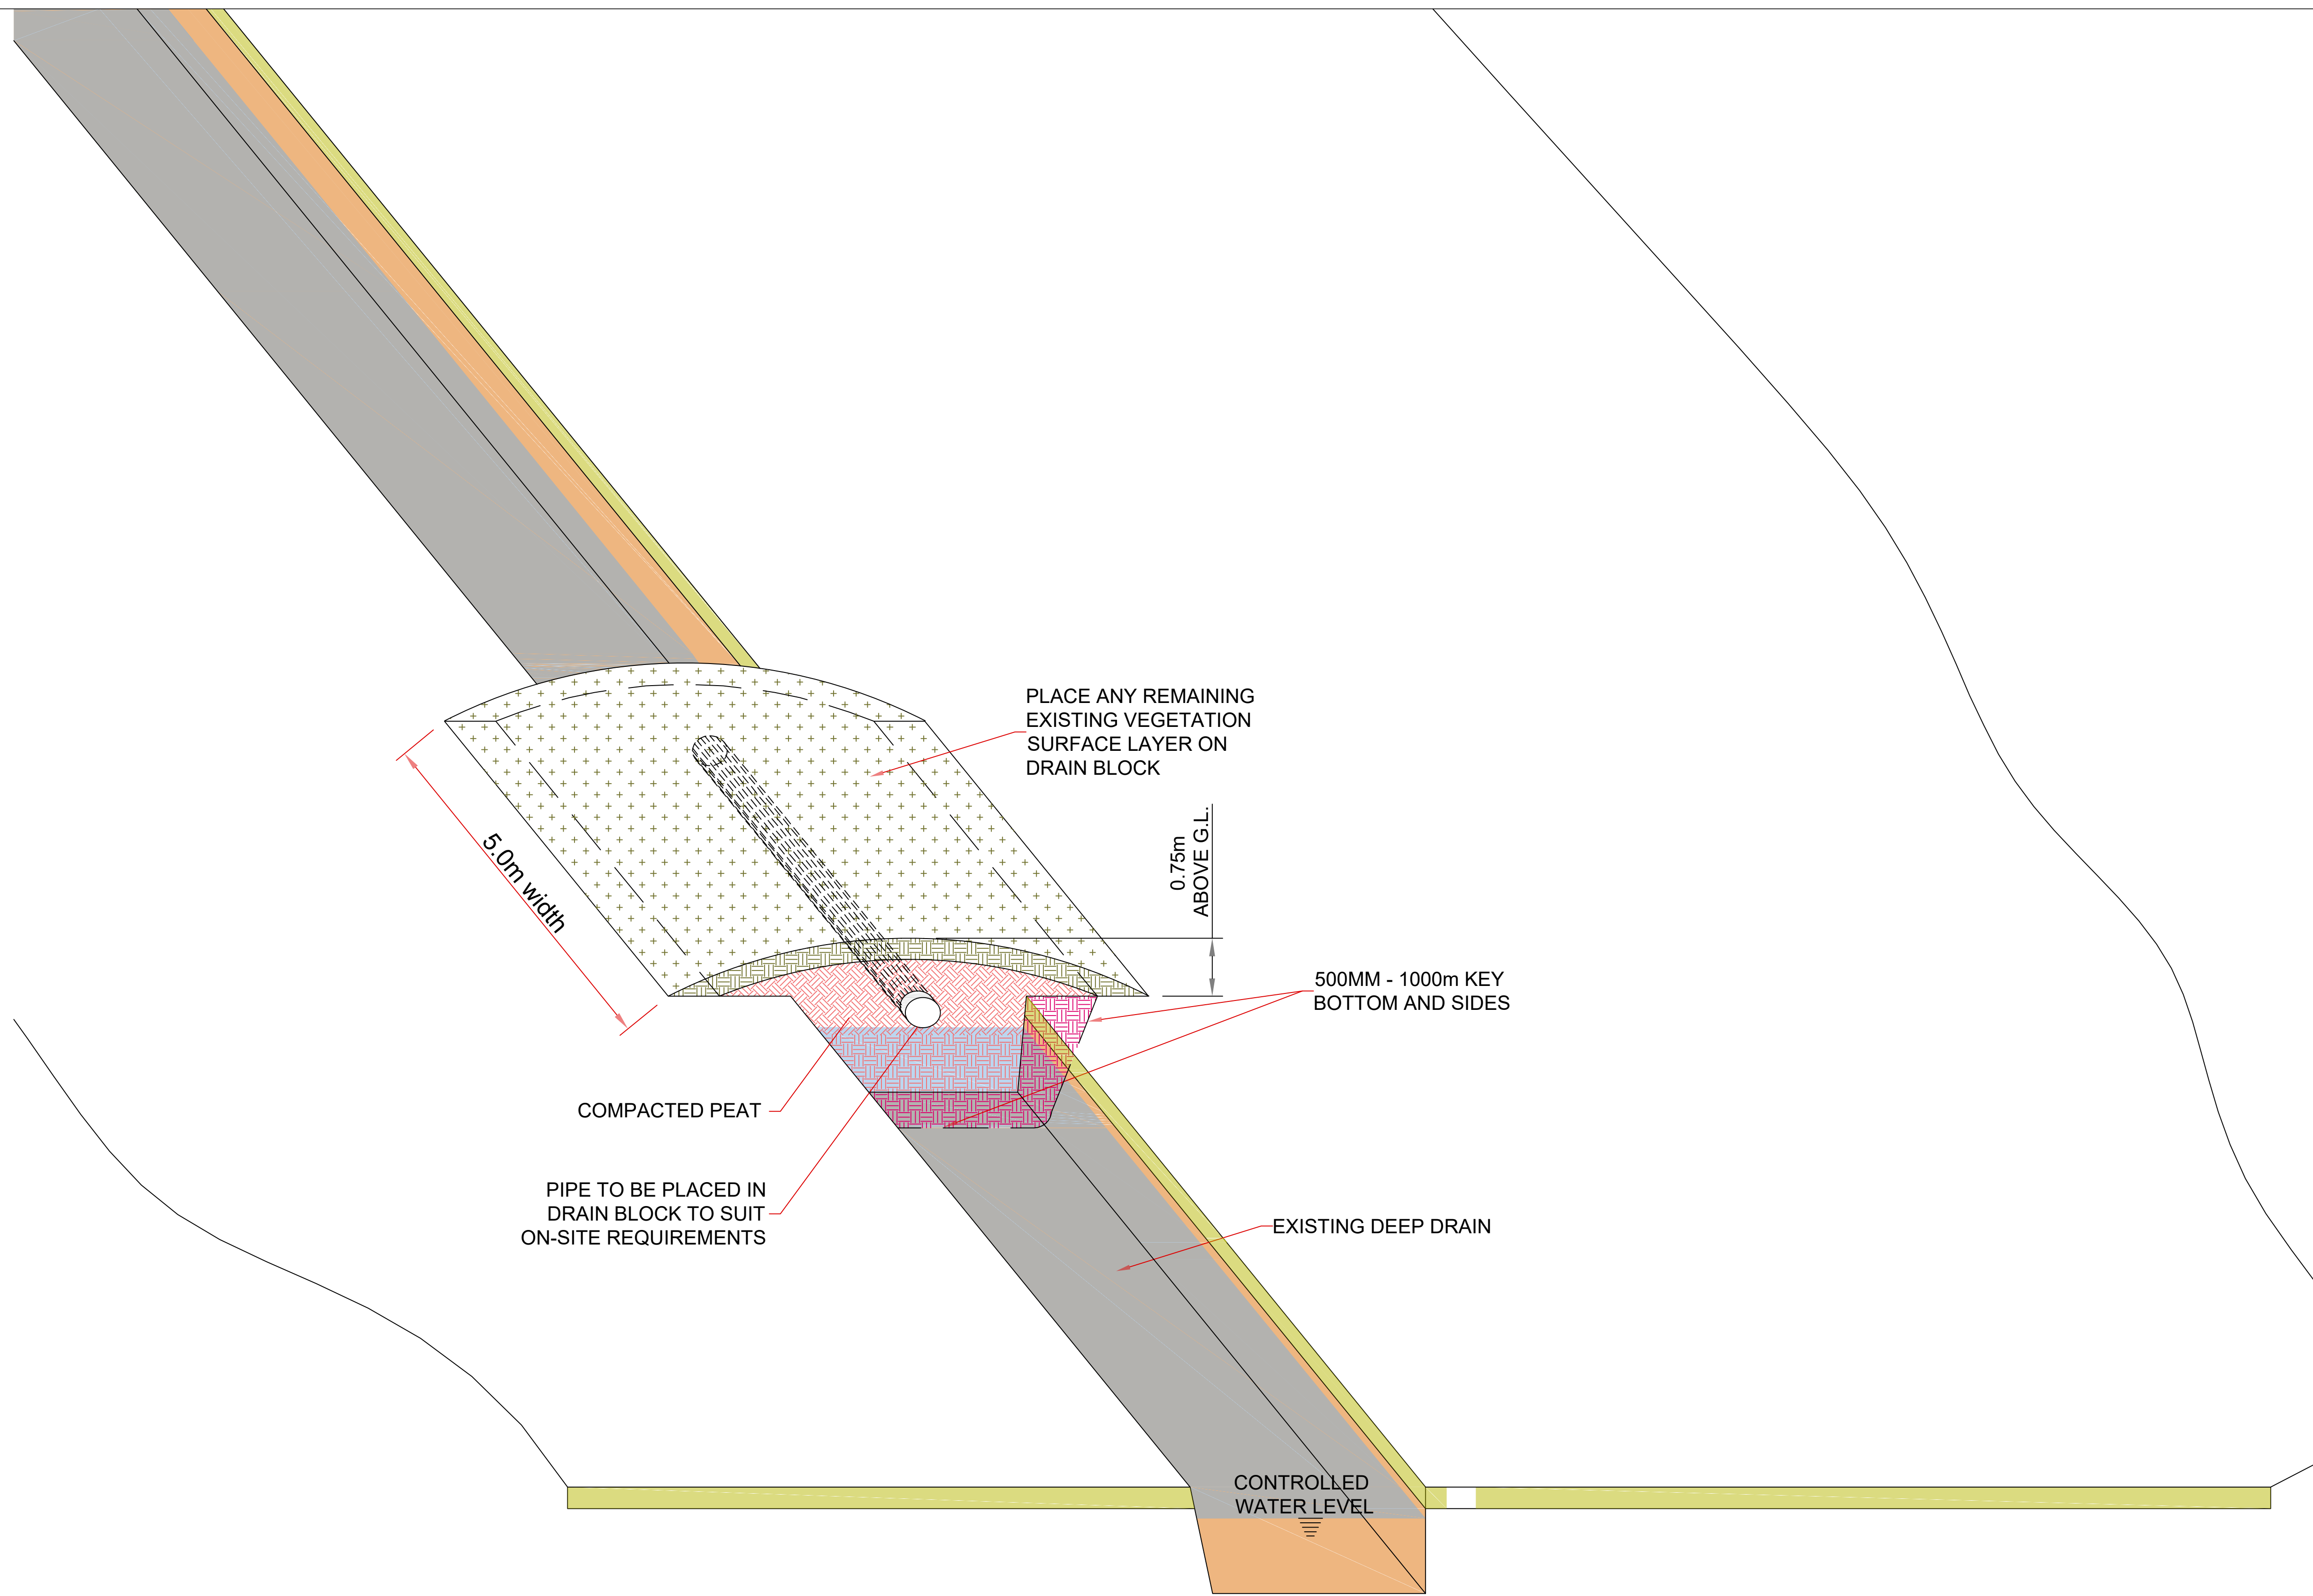 PLACE ANY REMAINING
EXISTING VEGETATION
SURFACE LAYER ON
DRAIN BLOCK
0.75m
ABOVE G.L.
5.0m width
500MM - 1000m KEY
BOTTOM AND SIDES
COMPACTED PEAT
PIPE TO BE PLACED IN
DRAIN BLOCK TO SUIT
ON-SITE REQUIREMENTS
EXISTING DEEP DRAIN
CONTROLLED
WATER LEVEL